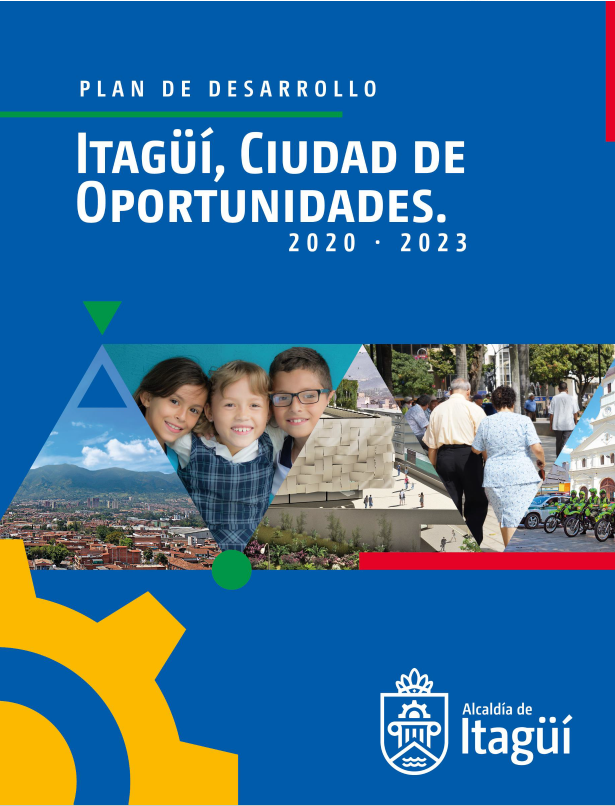 PLAN DE DESARROLLO
ITAGÜÍ, CIUDAD DE
OPORTUNIDADES.
2020 · 2023
Alcaldía de
Itagüí